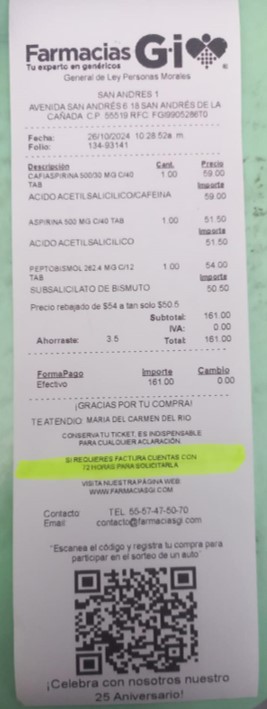 Farmacias Gi
Tu experto en genéricos
General de Ley Personas Morales
SAN ANDRES 1
AVENIDA SAN ANDRES 6 18 SAN ANDRÉS DE LA
CAÑADA C.P. 55519 RFC. FGI9905286T0
Fecha: 26/10/2024 10:28:52a. m.
Folio: 134-93141
Descripción Cant. Precio
CAFIASPIRINA 500/30 MG C/40 1.00 59.00
TAB Importe
ACIDO ACETILSALICILICO/CAFEINA 59.00
ASPIRINA 500 MG C/40 TAB 1.00 51.50
Importe
ACIDO ACETILSALICILICO 51.50
PEPTOBISMOL 262.4 MG C/12 1.00 54.00
TAB Importe
SUBSALICILATO DE BISMUTO 50.50
Precio rebajado de $54 a tan solo $50.5
Subtotal: 161.00
IVA: 0.00
Ahorraste: 3.5 Total: 161.00
FormaPago Importe Cambio
Efectivo 161.00 0.00
¡GRACIAS POR TU COMPRA!
TE ATENDIO: MARIA DEL CARMEN DEL RIO
CONSERVA TU TICKET, ES INDISPENSABLE
PARA CUALQUIER ACLARACIÓN.
SI REQUIERES FACTURA CUENTAS CON
72 HORAS PARA SOLICITARLA
VISITA NUESTRA PÁGINA WEB
WWW.FARMACIASGI.COM
Contacto TEL. 55-57-47-50-70
Email contacto@farmaciasgi.com
"Escanea el código y registra tu compra para
participar en el sorteo de un auto"
¡Celebra con nosotros nuestro
25 Aniversario!